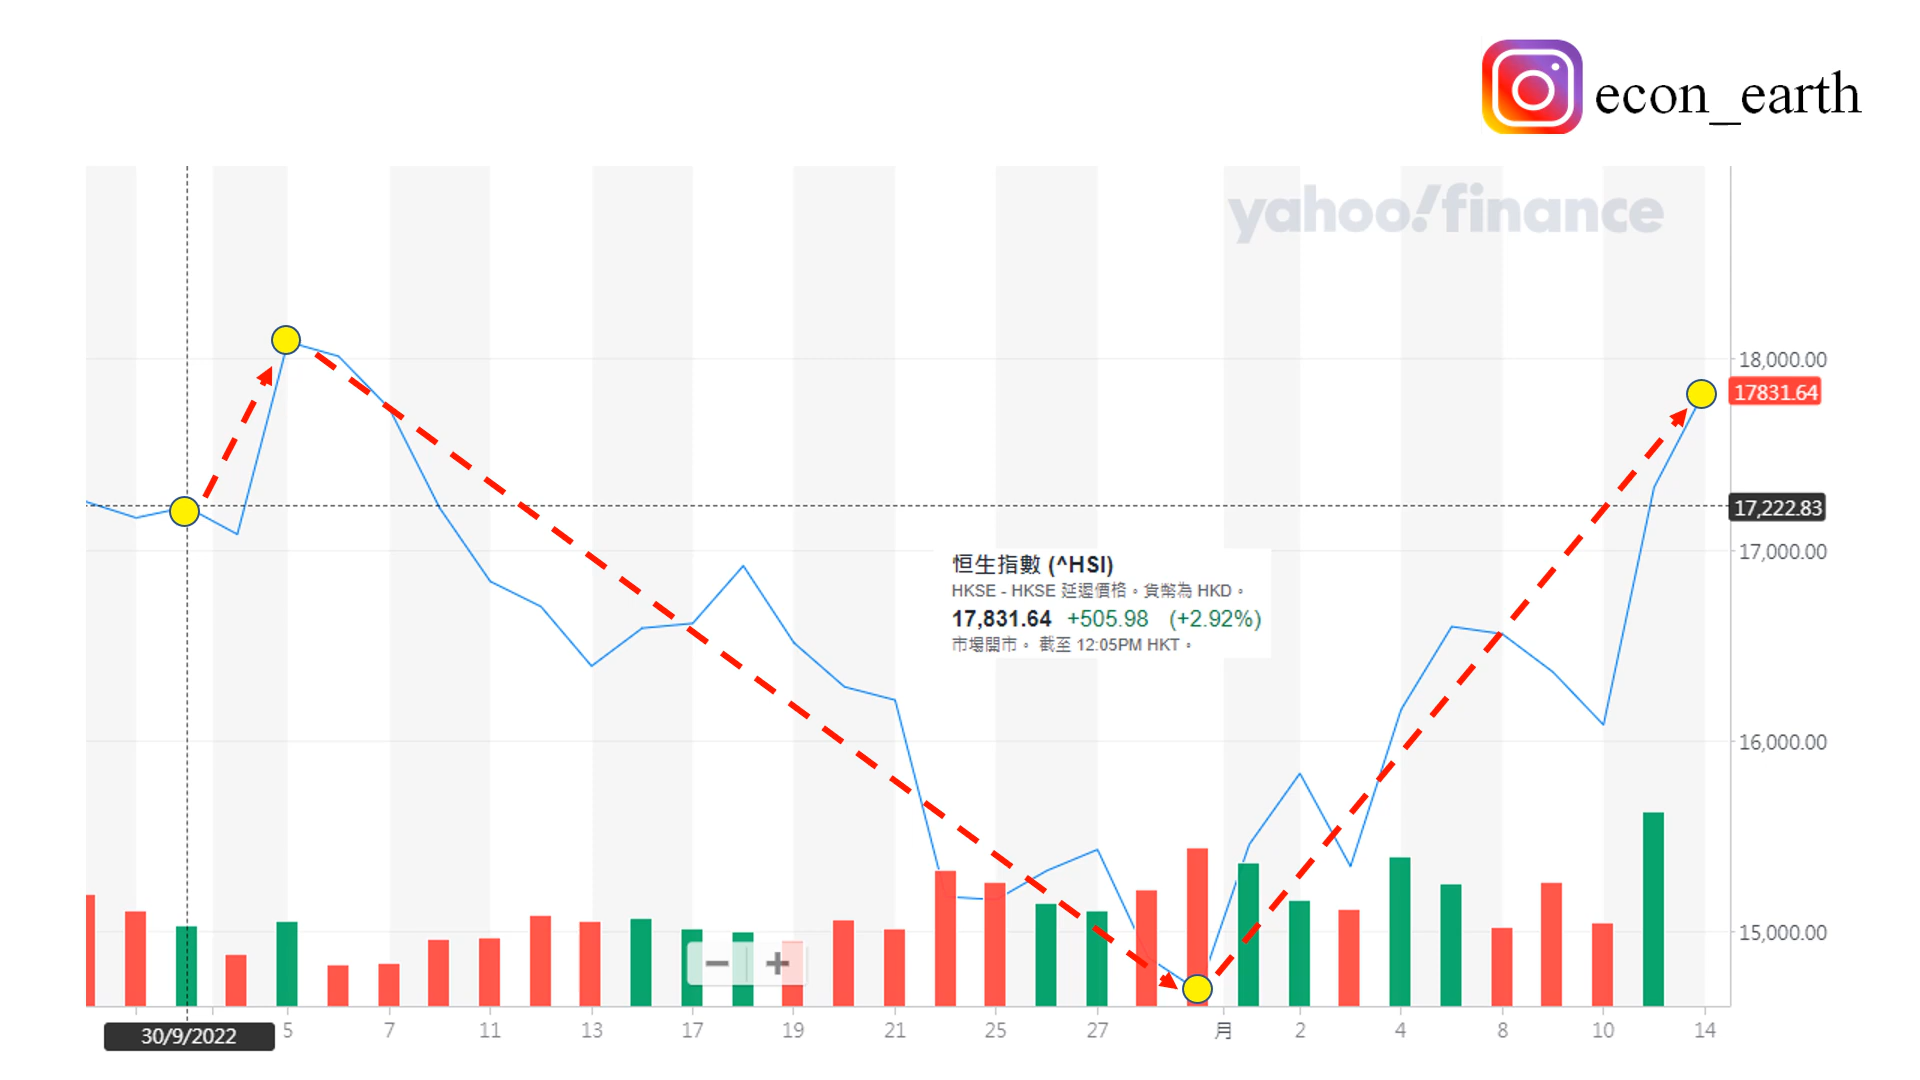 econ_earth
yahoo!finance
18,000.00
17831.64
17,222.83
17,000.00
恒生指數 (^HSI)
HKSE - HKSE 延遲價格。貨幣為 HKD。
17,831.64 +505.98 (+2.92%)
市場開市。 截至 12:05PM HKT。
16,000.00
15,000.00
30/9/2022 5 7 11 13 17 19 21 25 27 月 2 4 8 10 14